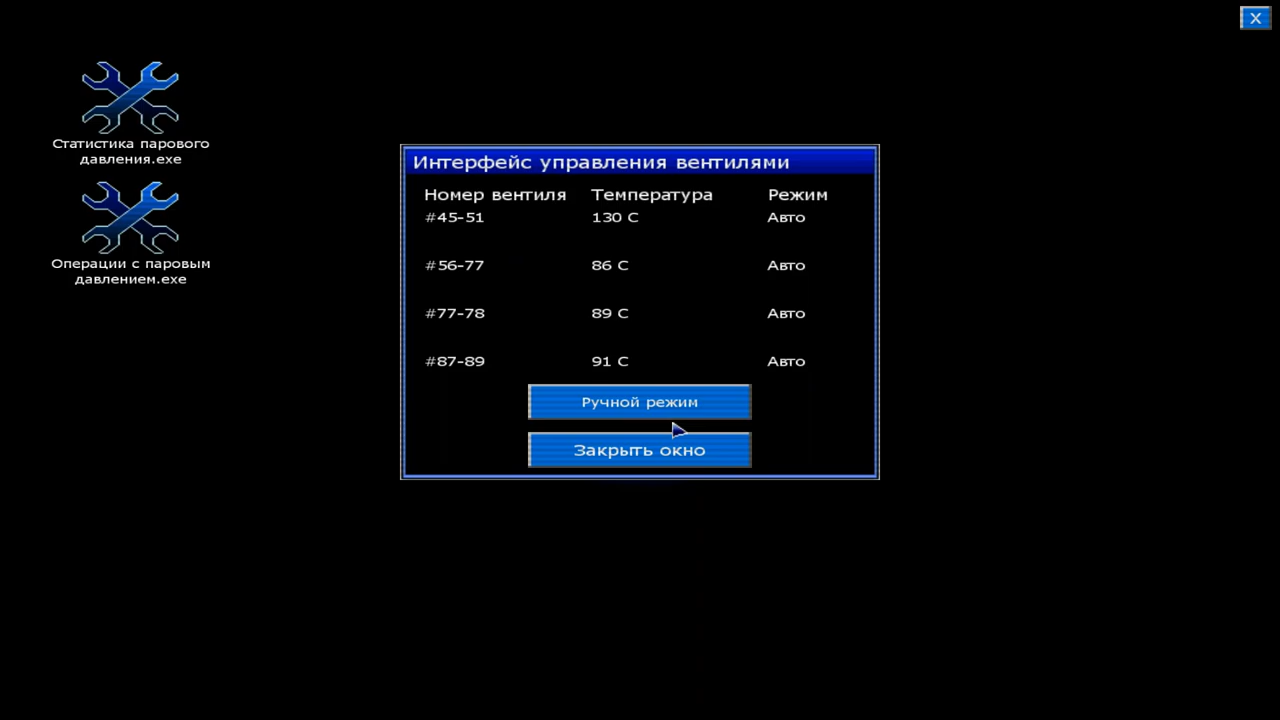 X
Статистика парового
давления.exe
Операции с паровым
давлением.exe
Интерфейс управления вентилями
Номер вентиля Температура Режим
#45-51 130 C Авто
#56-77 86 C Авто
#77-78 89 C Авто
#87-89 91 C Авто
Ручной режим
Закрыть окно